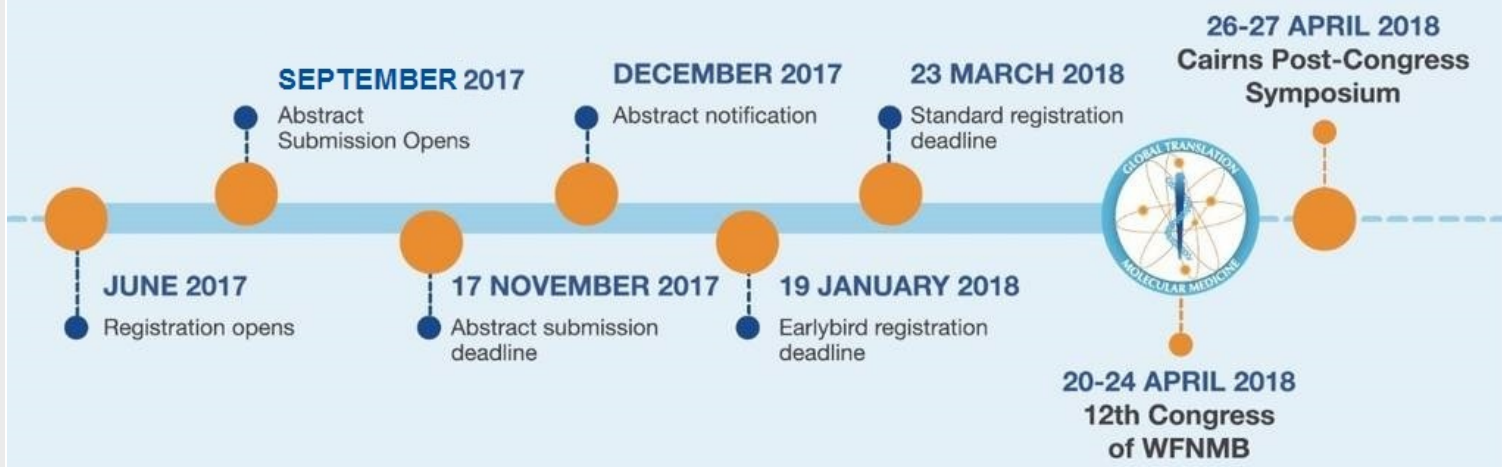 JUNE 2017
Registration opens
SEPTEMBER 2017
Abstract
Submission Opens
17 NOVEMBER 2017
Abstract submission
deadline
DECEMBER 2017
Abstract notification
19 JANUARY 2018
Earlybird registration
deadline
23 MARCH 2018
Standard registration
deadline
GLOBAL TRANSLATION
MOLECULAR MEDICINE
20-24 APRIL 2018
12th Congress
of WFNMB
26-27 APRIL 2018
Cairns Post-Congress
Symposium